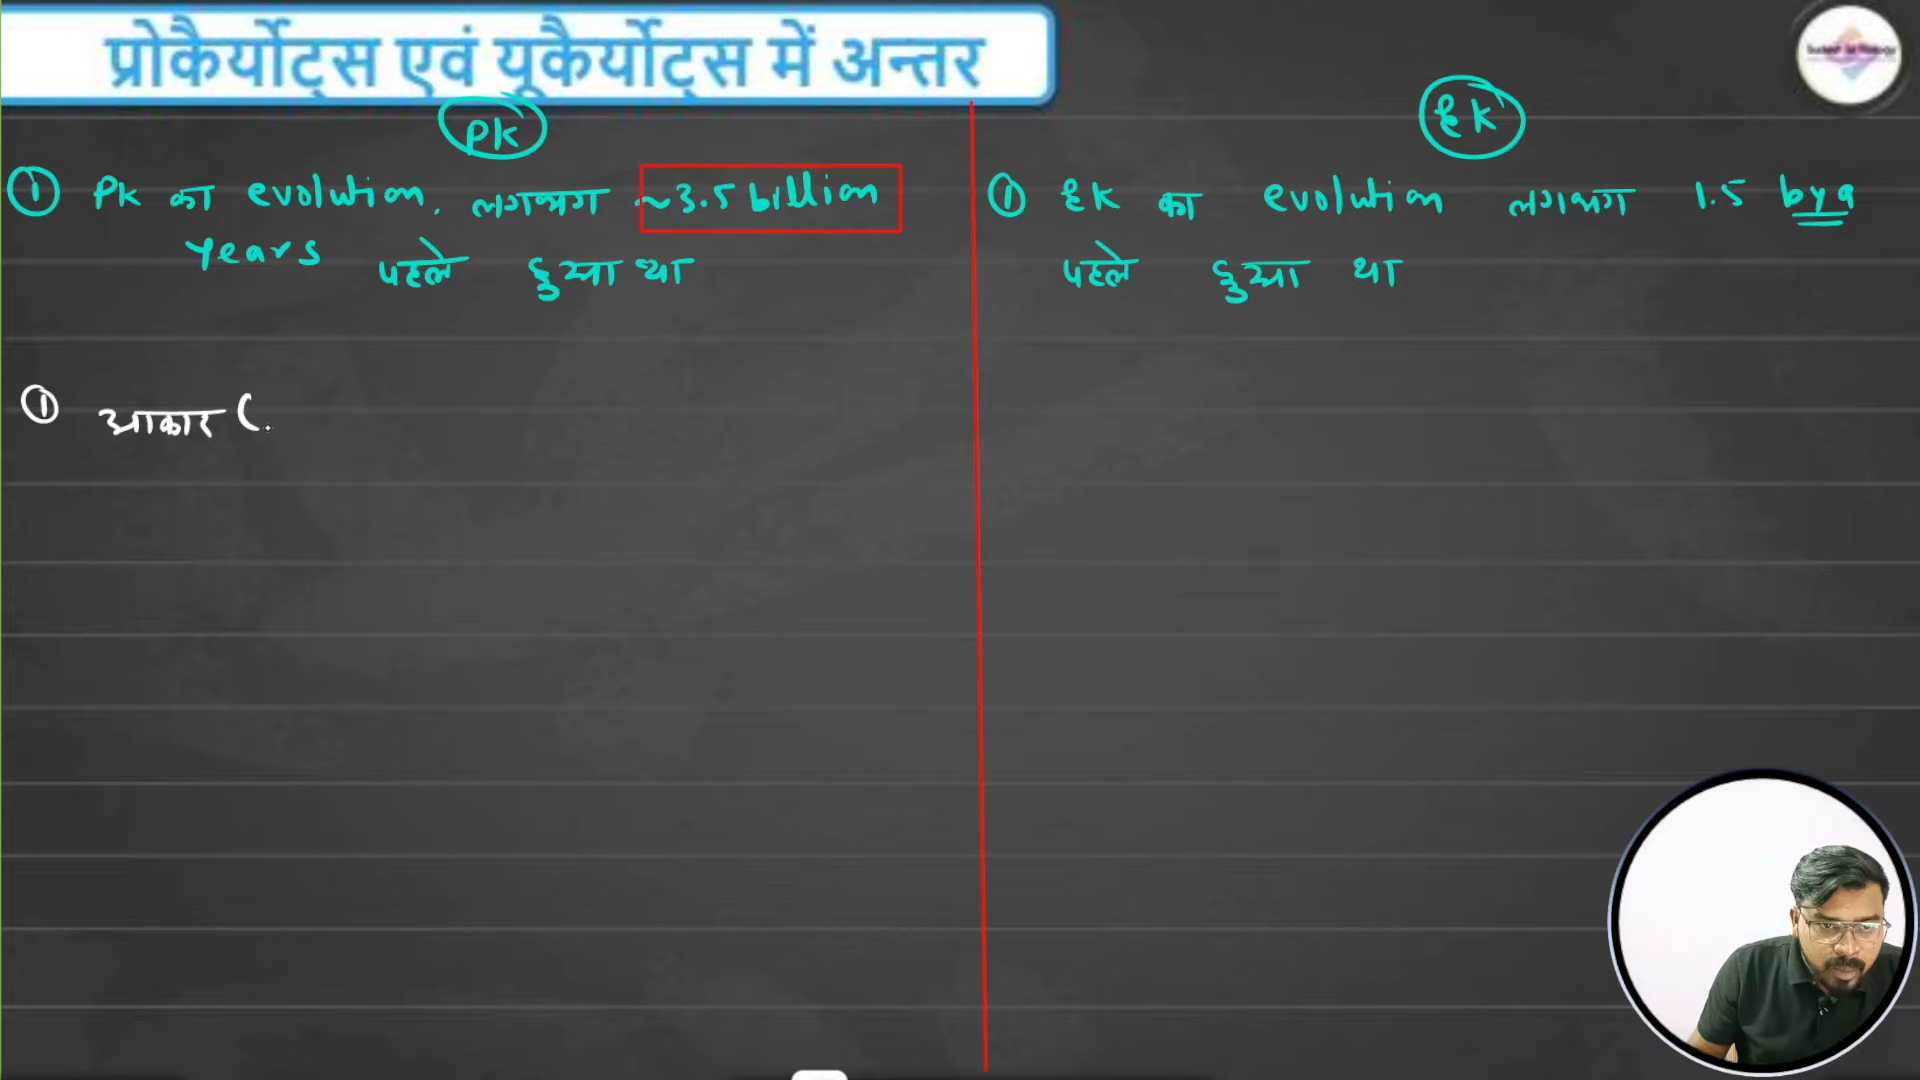 प्रोकैर्योट्स एवं यूकैर्योट्स में अन्तर
Pk
① Pk का evolution. लगभग ~3.5 billion
years पहले हुआ था
Ek
① Ek का evolution लगभग 1.5 bya
पहले हुआ था
① आकार (.